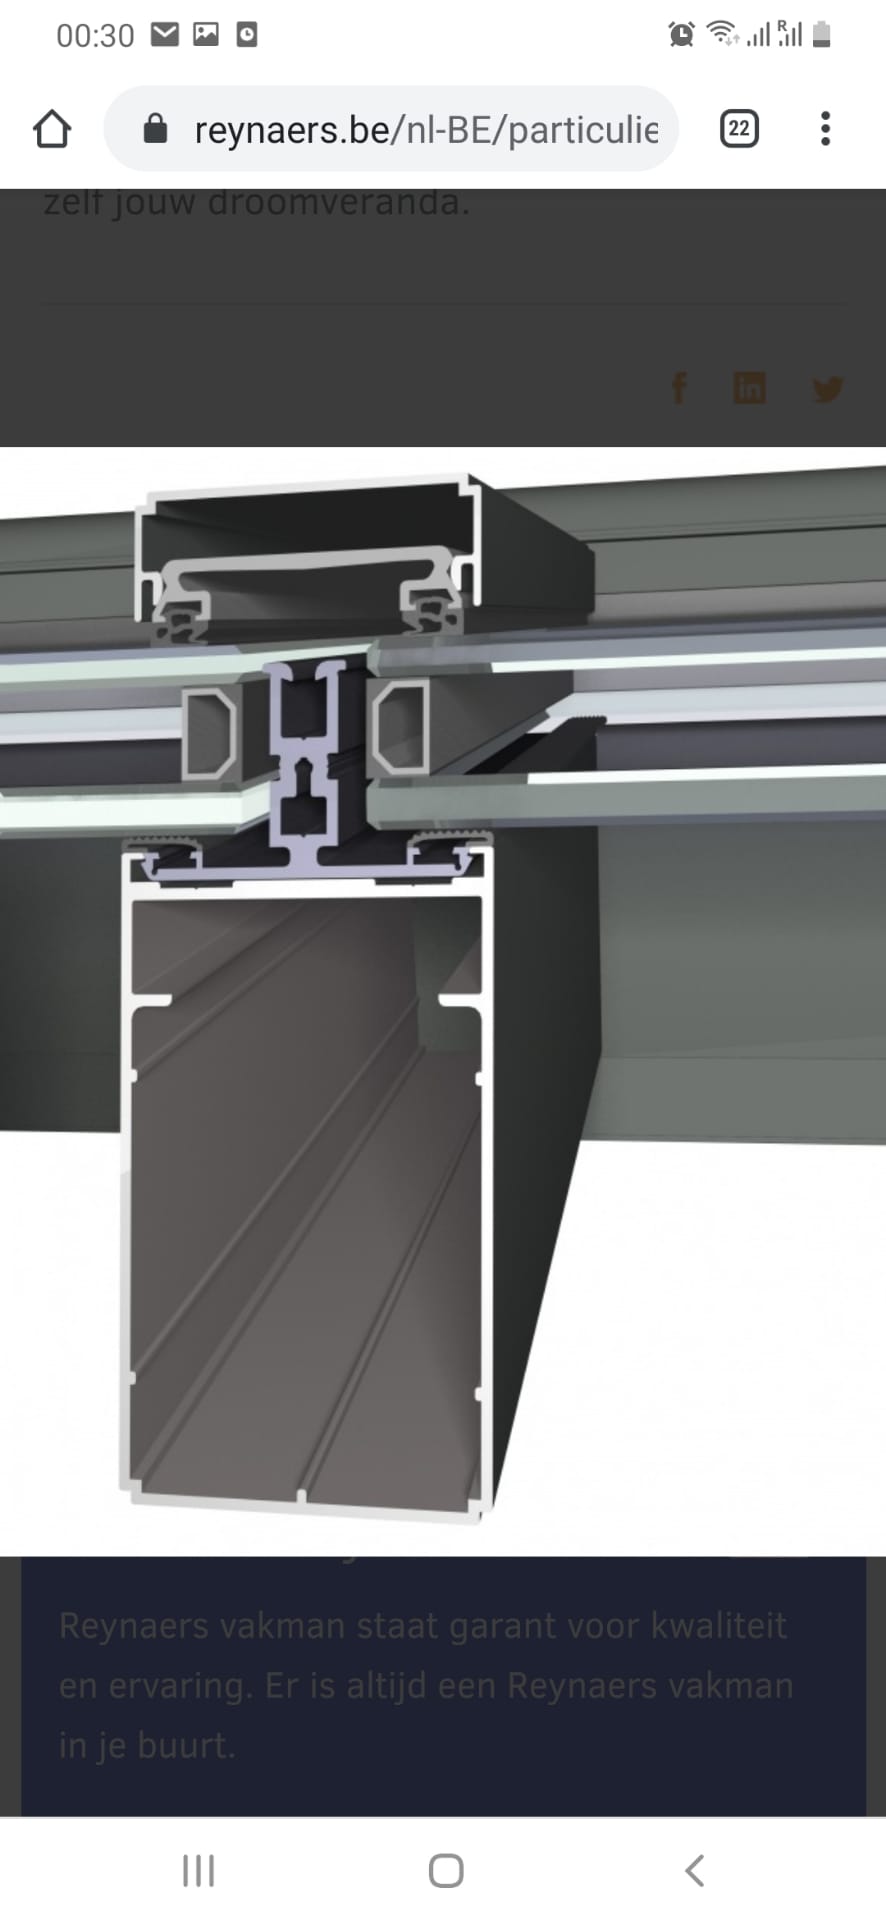 00:30
R
reynaers.be/nl-BE/particulie
22
zelf jouw droomveranda.
f in
Reynaers vakman staat garant voor kwaliteit
en ervaring. Er is altijd een Reynaers vakman
in je buurt.